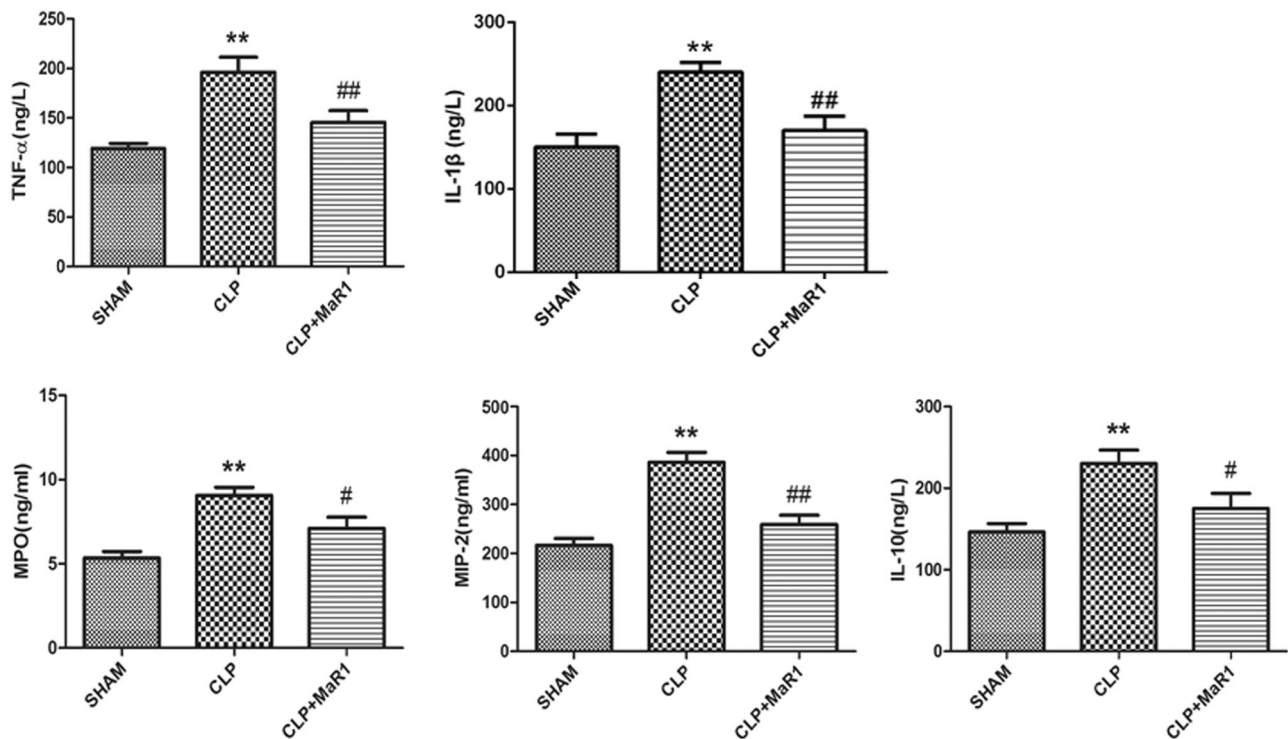 TNF-α(ng/L)
250
200
150
100
50
0
**
##
SHAM
CLP
CLP+MaR1
IL-1β (ng/L)
300
200
100
0
**
##
SHAM
CLP
CLP+MaR1
MPO(ng/ml)
15
10
5
0
**
#
SHAM
CLP
CLP+MaR1
MIP-2(ng/ml)
500
400
300
200
100
0
**
##
SHAM
CLP
CLP+MaR1
IL-10(ng/L)
300
200
100
0
**
#
SHAM
CLP
CLP+MaR1